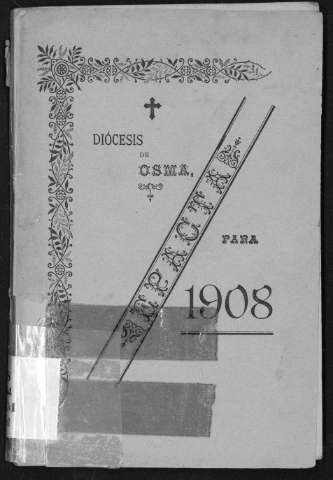 DIÓCESIS
DE
OSMA,
EPACTA
PARA
1908